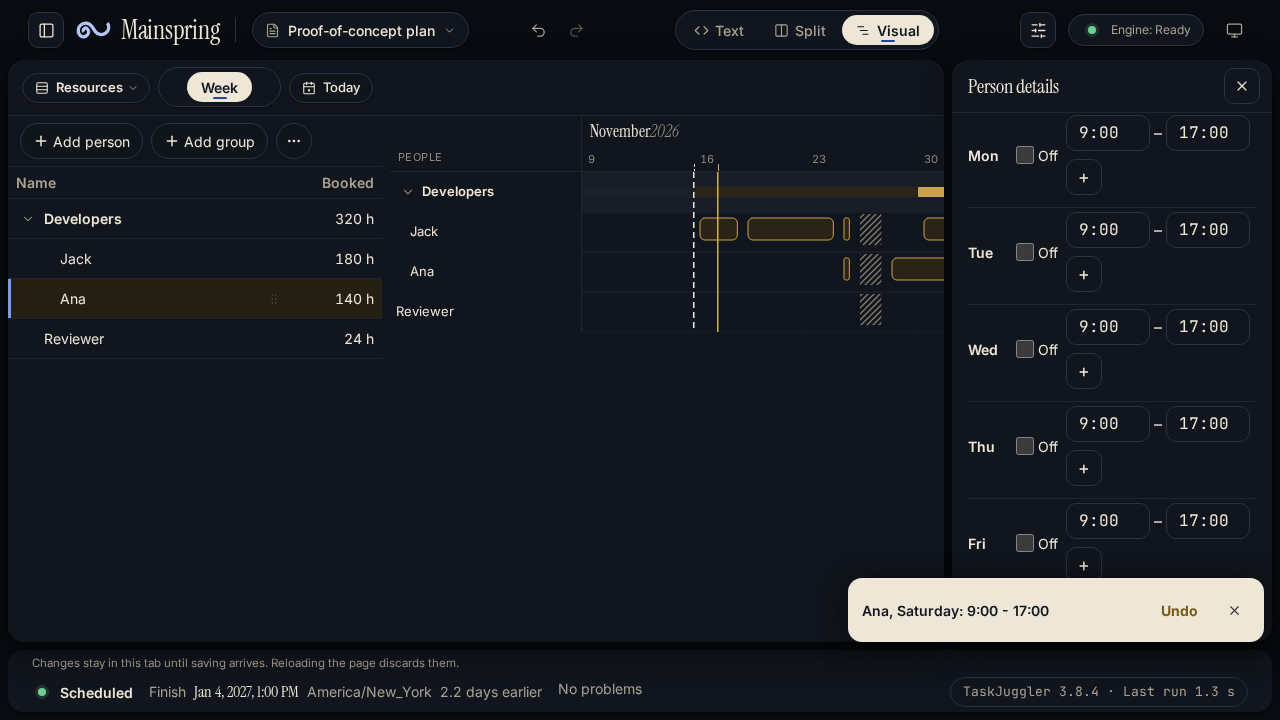 Mainspring
Proof-of-concept plan
Text
Split
Visual
Engine: Ready
Resources
Week
Today
Person details
Add person
Add group
Name
Booked
Developers
320 h
Jack
180 h
Ana
140 h
Reviewer
24 h
November 2026
PEOPLE
9
16
23
30
Developers
Jack
Ana
Reviewer
Mon
Off
9:00 – 17:00
+
Tue
Off
9:00 – 17:00
+
Wed
Off
9:00 – 17:00
+
Thu
Off
9:00 – 17:00
+
Fri
Off
9:00 – 17:00
+
Ana, Saturday: 9:00 - 17:00
Undo
Changes stay in this tab until saving arrives. Reloading the page discards them.
Scheduled Finish Jan 4, 2027, 1:00 PM America/New_York 2.2 days earlier No problems
TaskJuggler 3.8.4 · Last run 1.3 s